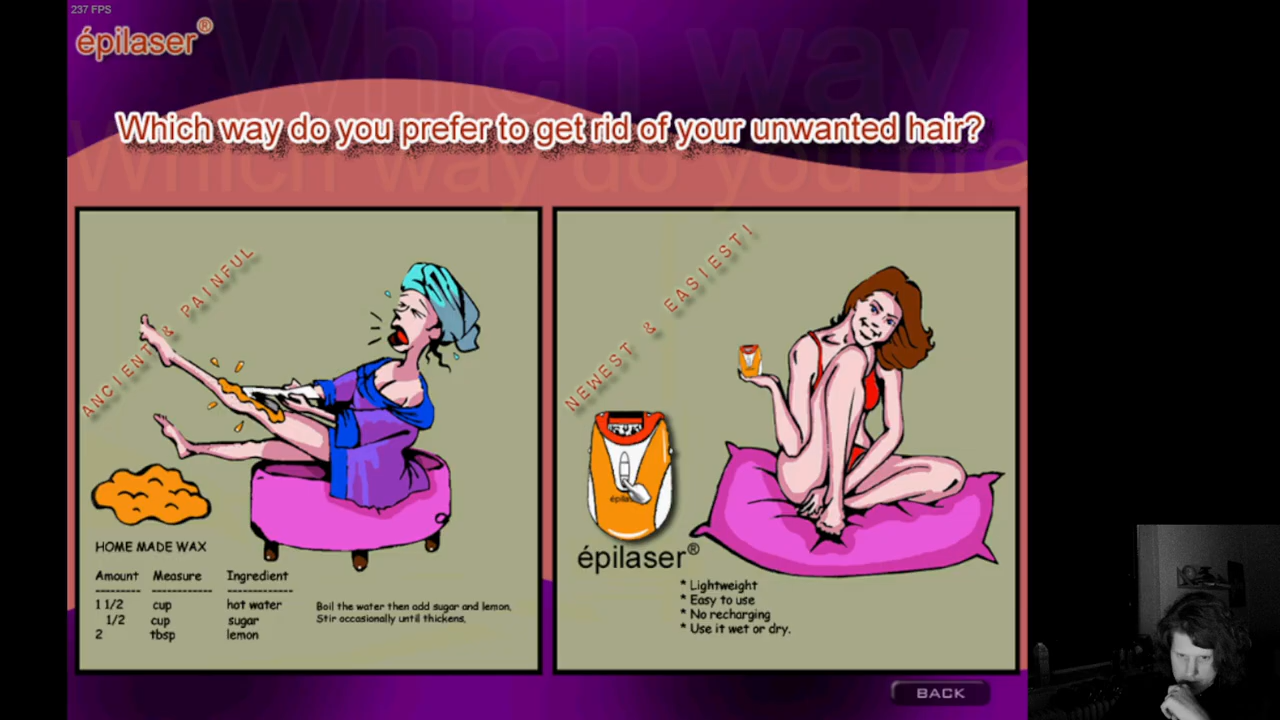 237 FPS
épilaser®
Which way do you prefer to get rid of your unwanted hair?
ANCIENT & PAINFUL
HOME MADE WAX
Amount Measure Ingredient
1 1/2 cup hot water
1/2 cup sugar
2 tbsp lemon
Boil the water then add sugar and lemon.
Stir occasionally until thickens.
NEWEST & EASIEST!
épilaser®
* Lightweight
* Easy to use
* No recharging
* Use it wet or dry.
BACK